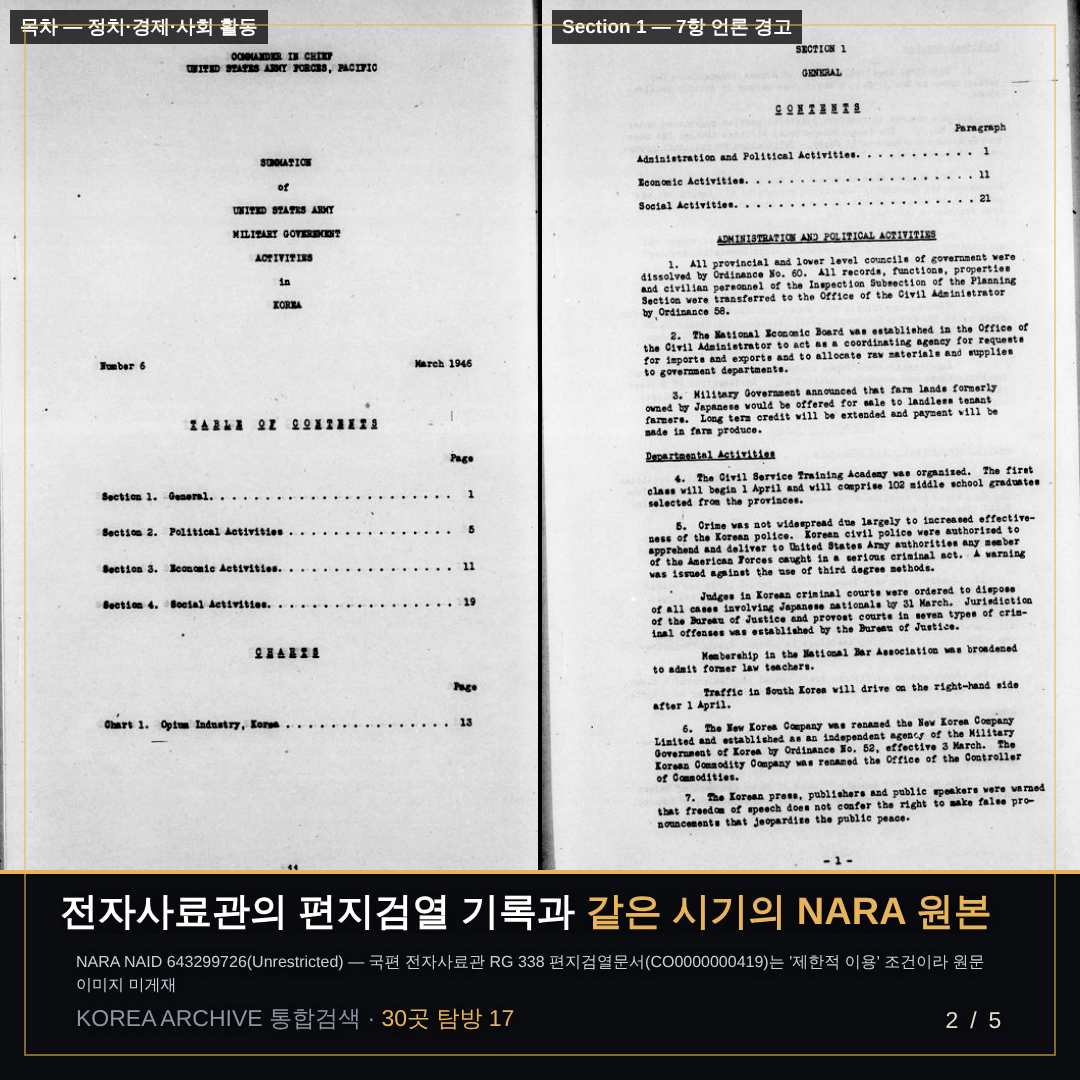 목차 — 정치·경제·사회 활동
COMMANDER IN CHIEF
UNITED STATES ARMY FORCES, PACIFIC
SUMMATION
of
UNITED STATES ARMY
MILITARY GOVERNMENT
ACTIVITIES
in
KOREA
Number 6 March 1946
TABLE OF CONTENTS
Page
Section 1. General. . . . . . . . . . . . . . . . . . . . . . . 1
Section 2. Political Activities . . . . . . . . . . . . . . . . 5
Section 3. Economic Activities. . . . . . . . . . . . . . . . . 11
Section 4. Social Activities. . . . . . . . . . . . . . . . . . 19
CHARTS
Page
Chart 1. Opium Industry, Korea . . . . . . . . . . . . . . . . 13
Section 1 — 7항 언론 경고
SECTION 1
GENERAL
CONTENTS
Paragraph
Administration and Political Activities. . . . . . . . . . . 1
Economic Activities. . . . . . . . . . . . . . . . . . . . . 11
Social Activities. . . . . . . . . . . . . . . . . . . . . . 21
ADMINISTRATION AND POLITICAL ACTIVITIES
1. All provincial and lower level councils of government were
dissolved by Ordinance No. 60. All records, functions, properties
and civilian personnel of the Inspection Subsection of the Planning
Section were transferred to the Office of the Civil Administrator
by Ordinance 58.
2. The National Economic Board was established in the Office of
the Civil Administrator to act as a coordinating agency for requests
for imports and exports and to allocate raw materials and supplies
to government departments.
3. Military Government announced that farm lands formerly
owned by Japanese would be offered for sale to landless tenant
farmers. Long term credit will be extended and payment will be
made in farm produce.
Departmental Activities
4. The Civil Service Training Academy was organized. The first
class will begin 1 April and will comprise 102 middle school graduates
selected from the provinces.
5. Crime was not widespread due largely to increased effective-
ness of the Korean police. Korean civil police were authorized to
apprehend and deliver to United States Army authorities any member
of the American Forces caught in a serious criminal act. A warning
was issued against the use of third degree methods.
Judges in Korean criminal courts were ordered to dispose
of all cases involving Japanese nationals by 31 March. Jurisdiction
of the Bureau of Justice and provost courts in seven types of crim-
inal offenses was established by the Bureau of Justice.
Membership in the National Bar Association was broadened
to admit former law teachers.
Traffic in South Korea will drive on the right-hand side
after 1 April.
6. The New Korea Company was renamed the New Korea Company
Limited and established as an independent agency of the Military
Government of Korea by Ordinance No. 52, effective 3 March. The
Korean Commodity Company was renamed the Office of the Controller
of Commodities.
7. The Korean press, publishers and public speakers were warned
that freedom of speech does not confer the right to make false pro-
nouncements that jeopardize the public peace.
- 1 -
전자사료관의 편지검열 기록과 같은 시기의 NARA 원본
NARA NAID 643299726(Unrestricted) — 국편 전자사료관 RG 338 편지검열문서(CO0000000419)는 '제한적 이용' 조건이라 원문
이미지 미게재
KOREA ARCHIVE 통합검색 · 30곳 탐방 17
2 / 5